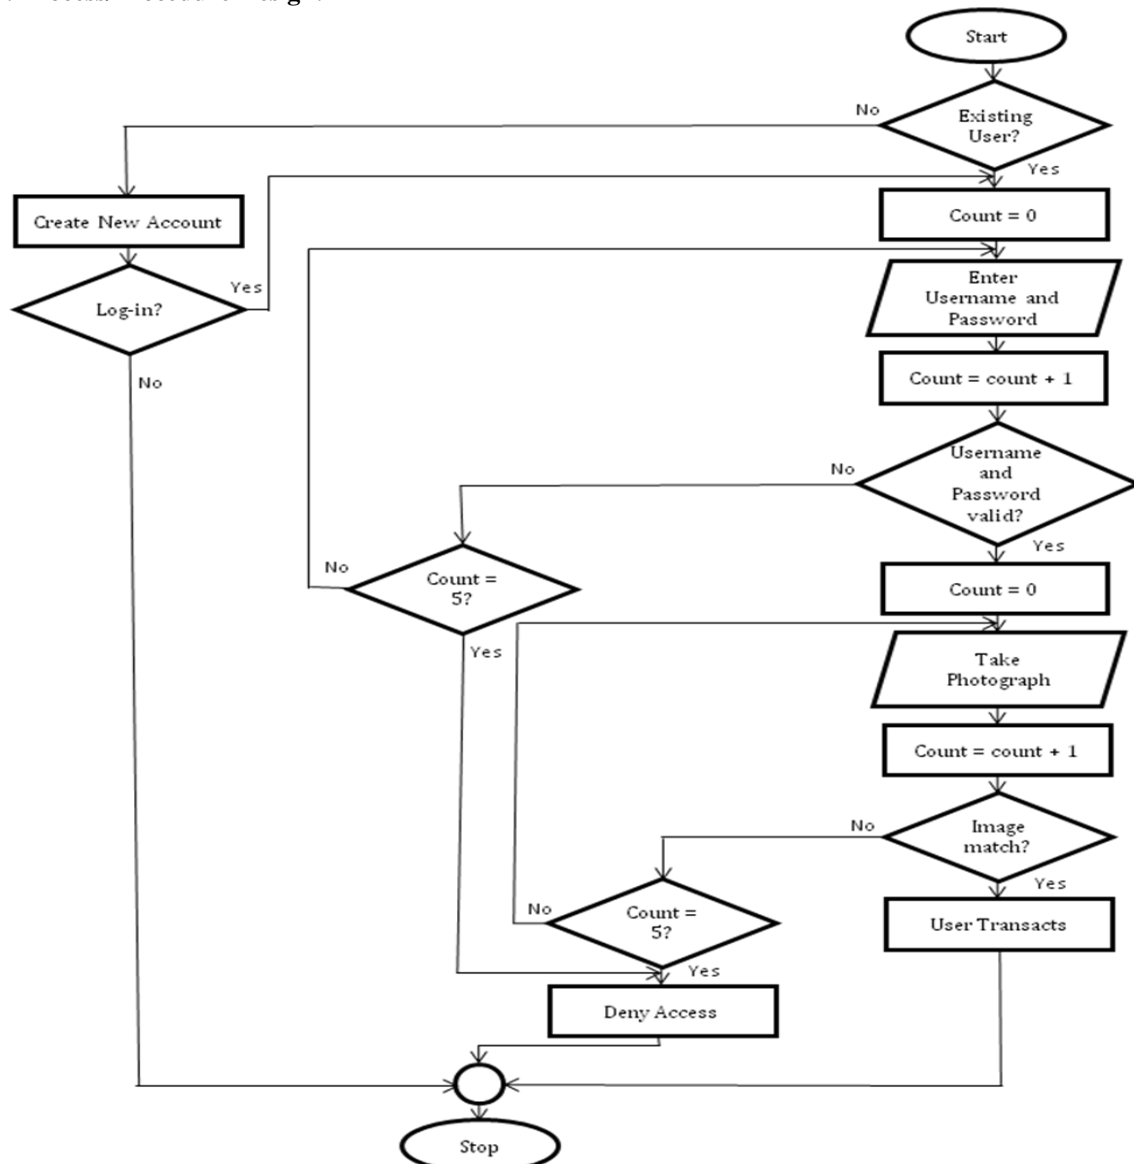 Start
No
Existing
User?
Yes
Create New Account
Count = 0
Yes
Log-in?
Enter
Username and
Password
No
Count = count + 1
No
Username
and
Password
valid?
Yes
No
Count =
5?
Count = 0
Yes
Take
Photograph
Count = count + 1
No
Image
match?
Yes
No
Count =
5?
User Transacts
Yes
Deny Access
Stop